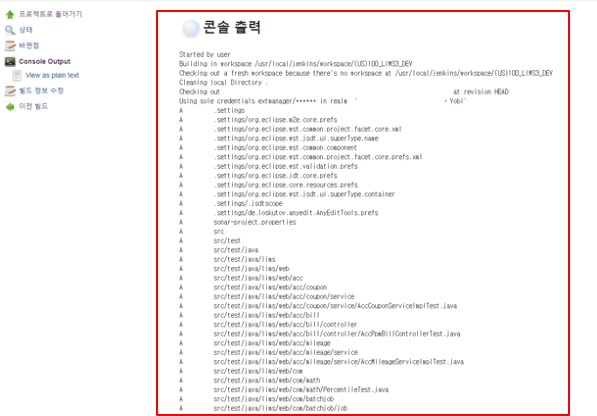 프로젝트로 돌아가기
상태
바뀐점
Console Output
View as plain text
빌드 정보 수정
이전 빌드
콘솔 출력
Started by user
Building in workspace /usr/local/jenkins/workspace/(US)100_LIMS3_DEV
Checking out a fresh workspace because there's no workspace at /usr/local/jenkins/workspace/(US)100_LIMS3_DEV
Cleaning local Directory .
Checking out at revision HEAD
Using sole credentials extmanager/****** in realm ' Yobi'
A .settings
A .settings/org.eclipse.m2e.core.prefs
A .settings/org.eclipse.wst.common.project.facet.core.xml
A .settings/org.eclipse.wst.jsdt.ui.superType.name
A .settings/org.eclipse.wst.common.component
A .settings/org.eclipse.wst.common.project.facet.core.prefs.xml
A .settings/org.eclipse.wst.validation.prefs
A .settings/org.eclipse.jdt.core.prefs
A .settings/org.eclipse.core.resources.prefs
A .settings/org.eclipse.wst.jsdt.ui.superType.container
A .settings/.jsdtscope
A .settings/de.loskutov.anyedit.AnyEditTools.prefs
A sonar-project.properties
A src
A src/test
A src/test/java
A src/test/java/lims
A src/test/java/lims/web
A src/test/java/lims/web/acc
A src/test/java/lims/web/acc/coupon
A src/test/java/lims/web/acc/coupon/service
A src/test/java/lims/web/acc/coupon/service/AccCouponServiceImplTest.java
A src/test/java/lims/web/acc/bill
A src/test/java/lims/web/acc/bill/controller
A src/test/java/lims/web/acc/bill/controller/AccPpmBillControllerTest.java
A src/test/java/lims/web/acc/mileage
A src/test/java/lims/web/acc/mileage/service
A src/test/java/lims/web/acc/mileage/service/AccMileageServiceImplTest.java
A src/test/java/lims/web/com
A src/test/java/lims/web/com/math
A src/test/java/lims/web/com/math/PercentileTest.java
A src/test/java/lims/web/com/batchjob
A src/test/java/lims/web/com/batchjob/job